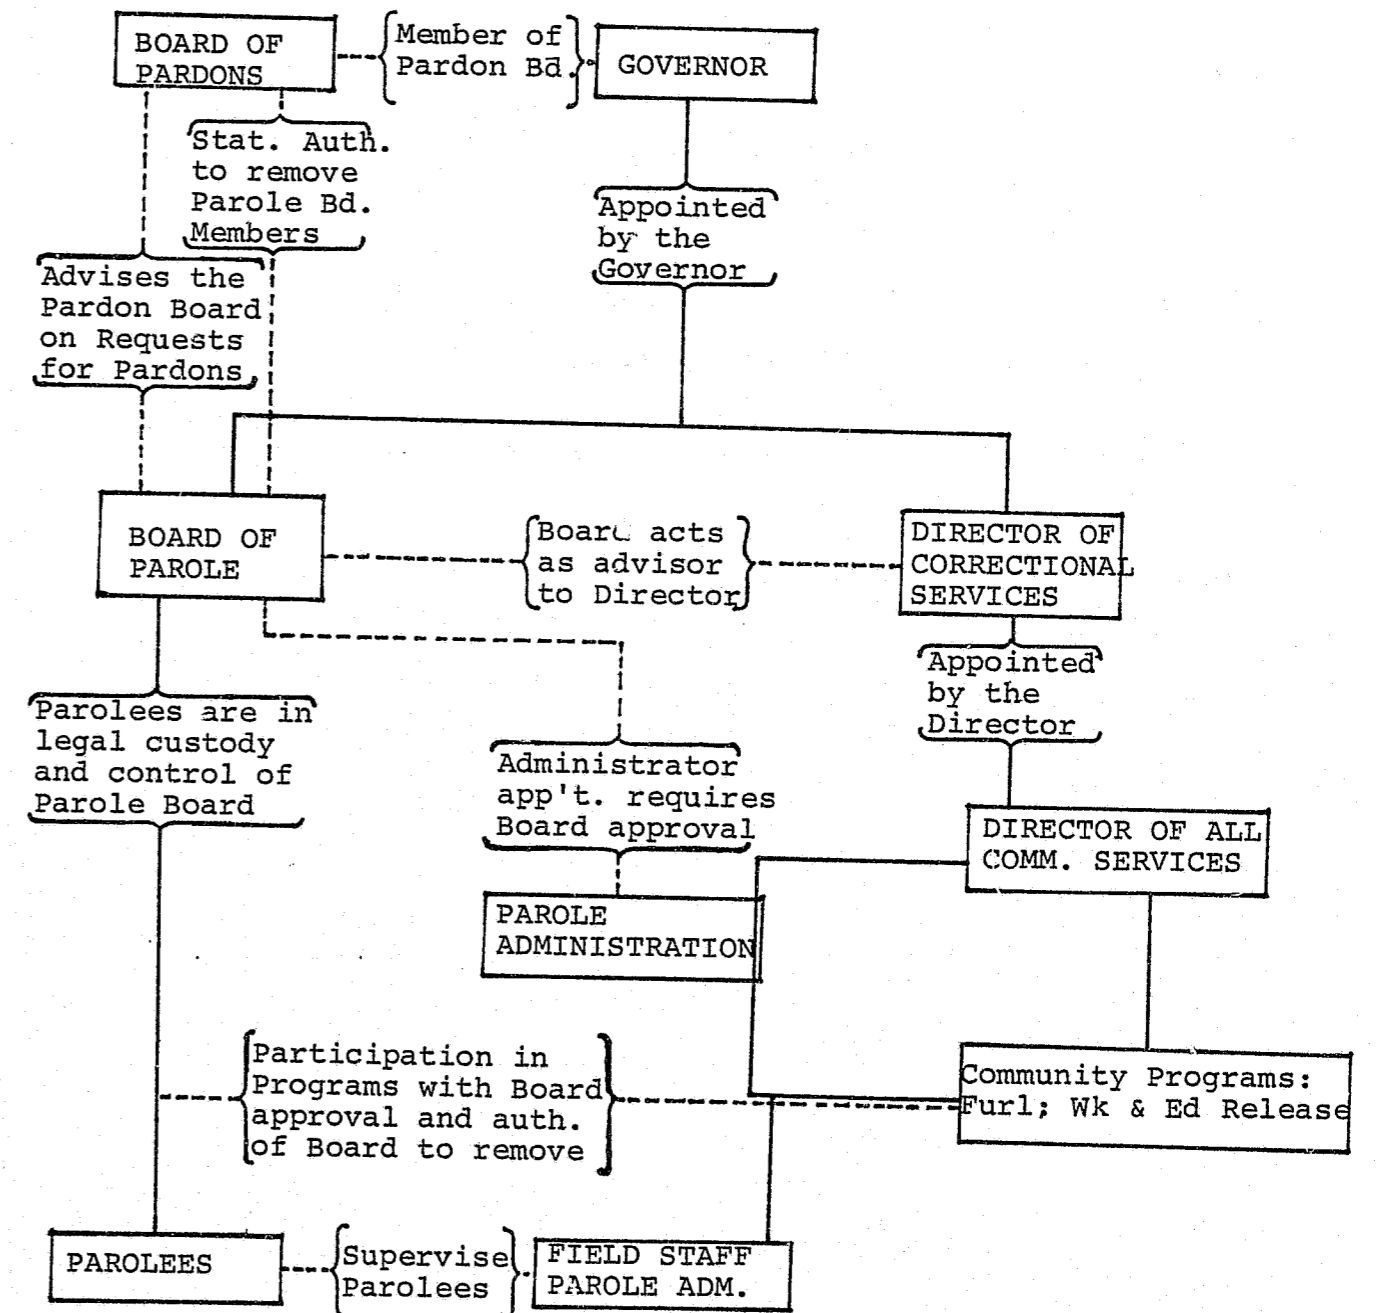 BOARD OF
PARDONS
Member of
Pardon Bd.
GOVERNOR
Stat. Auth.
to remove
Parole Bd.
Members
Appointed
by the
Governor
Advises the
Pardon Board
on Requests
for Pardons
BOARD OF
PAROLE
Board acts
as advisor
to Director
DIRECTOR OF
CORRECTIONAL
SERVICES
Appointed
by the
Director
Parolees are in
legal custody
and control of
Parole Board
Administrator
app't. requires
Board approval
DIRECTOR OF ALL
COMM. SERVICES
PAROLE
ADMINISTRATION
Participation in
Programs with Board
approval and auth.
of Board to remove
Community Programs:
Furl; Wk & Ed Release
PAROLEES
Supervise
Parolees
FIELD STAFF
PAROLE ADM.